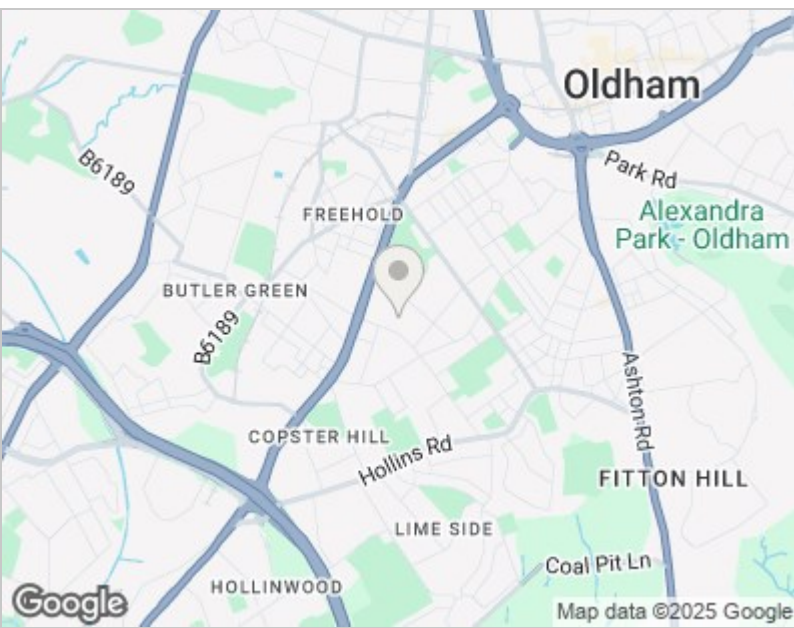 Oldham
B6189
Park Rd
FREEHOLD
Alexandra
Park - Oldham
BUTLER GREEN
B6189
Ashton Rd
COPSTER HILL
Hollins Rd
FITTON HILL
LIME SIDE
Coal Pit Ln
HOLLINWOOD
Google
Map data ©2025 Google